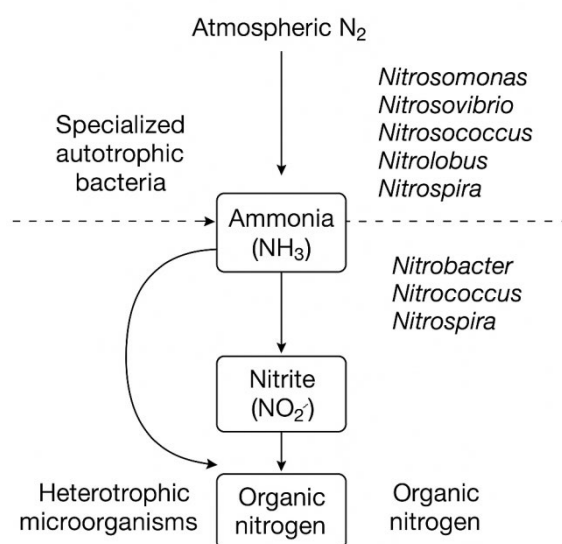 Atmospheric N₂
Specialized
autotrophic
bacteria
Nitrosomonas
Nitrosovibrio
Nitrosococcus
Nitrolobus
Nitrospira
Ammonia
(NH₃)
Nitrobacter
Nitrococcus
Nitrospira
Nitrite
(NO₂⁻)
Heterotrophic
microorganisms
Organic
nitrogen
Organic
nitrogen